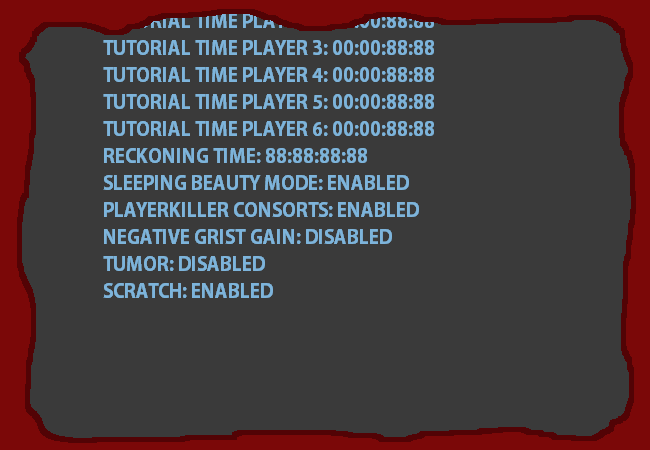 TUTORIAL TIME PLAYER 3: 00:00:88:88
TUTORIAL TIME PLAYER 4: 00:00:88:88
TUTORIAL TIME PLAYER 5: 00:00:88:88
TUTORIAL TIME PLAYER 6: 00:00:88:88
RECKONING TIME: 88:88:88:88
SLEEPING BEAUTY MODE: ENABLED
PLAYERKILLER CONSORTS: ENABLED
NEGATIVE GRIST GAIN: DISABLED
TUMOR: DISABLED
SCRATCH: ENABLED